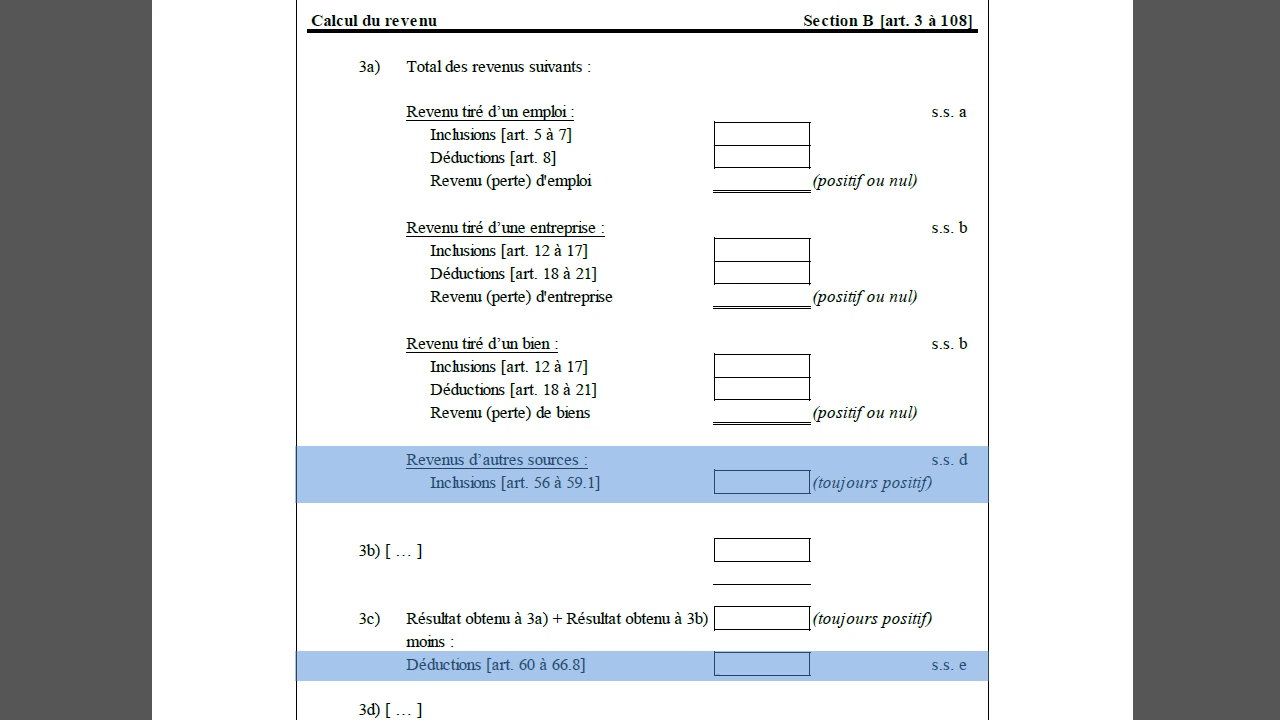 Calcul du revenu Section B [art. 3 à 108]
3a) Total des revenus suivants :
Revenu tiré d’un emploi : s.s. a
Inclusions [art. 5 à 7]
Déductions [art. 8]
Revenu (perte) d'emploi (positif ou nul)
Revenu tiré d’une entreprise : s.s. b
Inclusions [art. 12 à 17]
Déductions [art. 18 à 21]
Revenu (perte) d'entreprise (positif ou nul)
Revenu tiré d’un bien : s.s. b
Inclusions [art. 12 à 17]
Déductions [art. 18 à 21]
Revenu (perte) de biens (positif ou nul)
Revenus d’autres sources : s.s. d
Inclusions [art. 56 à 59.1] (toujours positif)
3b) [ … ]
3c) Résultat obtenu à 3a) + Résultat obtenu à 3b) (toujours positif)
moins :
Déductions [art. 60 à 66.8] s.s. e
3d) [ … ]